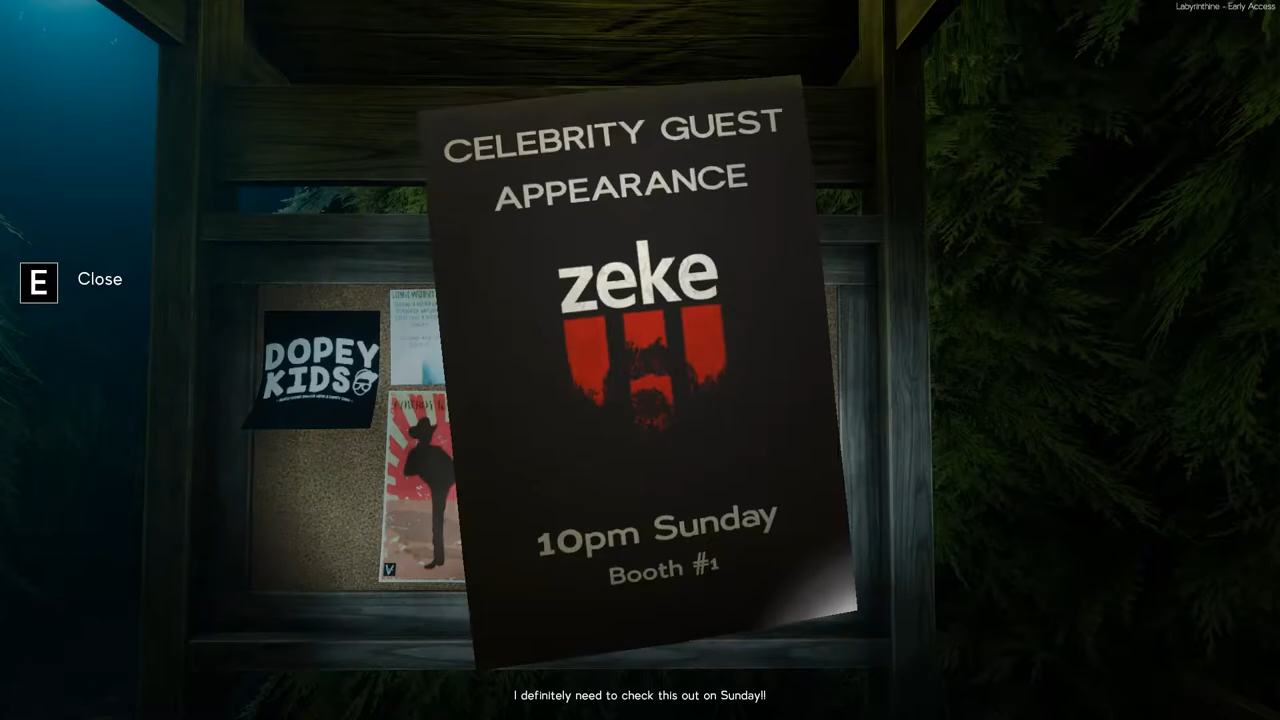 Labyrinthine - Early Access
CELEBRITY GUEST
APPEARANCE
zeke
E Close
DOPEY
KIDS
10pm Sunday
Booth #1
I definitely need to check this out on Sunday!!